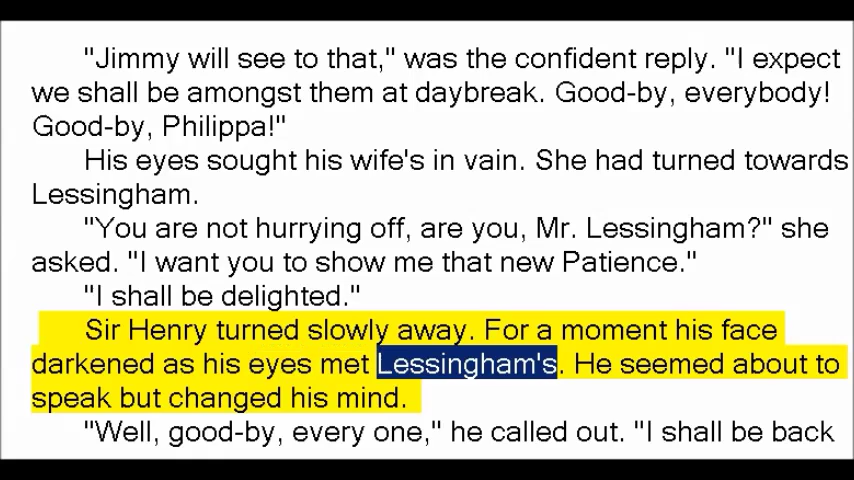 "Jimmy will see to that," was the confident reply. "I expect
we shall be amongst them at daybreak. Good-by, everybody!
Good-by, Philippa!"
His eyes sought his wife's in vain. She had turned towards
Lessingham.
"You are not hurrying off, are you, Mr. Lessingham?" she
asked. "I want you to show me that new Patience."
"I shall be delighted."
Sir Henry turned slowly away. For a moment his face
darkened as his eyes met Lessingham's. He seemed about to
speak but changed his mind.
"Well, good-by, every one," he called out. "I shall be back